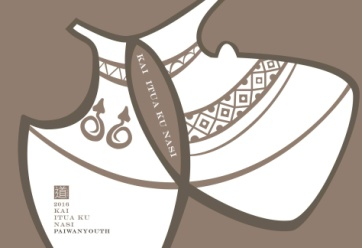 KAI ITUA KU NASI
道
2010
KAI
ITUA KU
NASI
PAIWANYOUTH